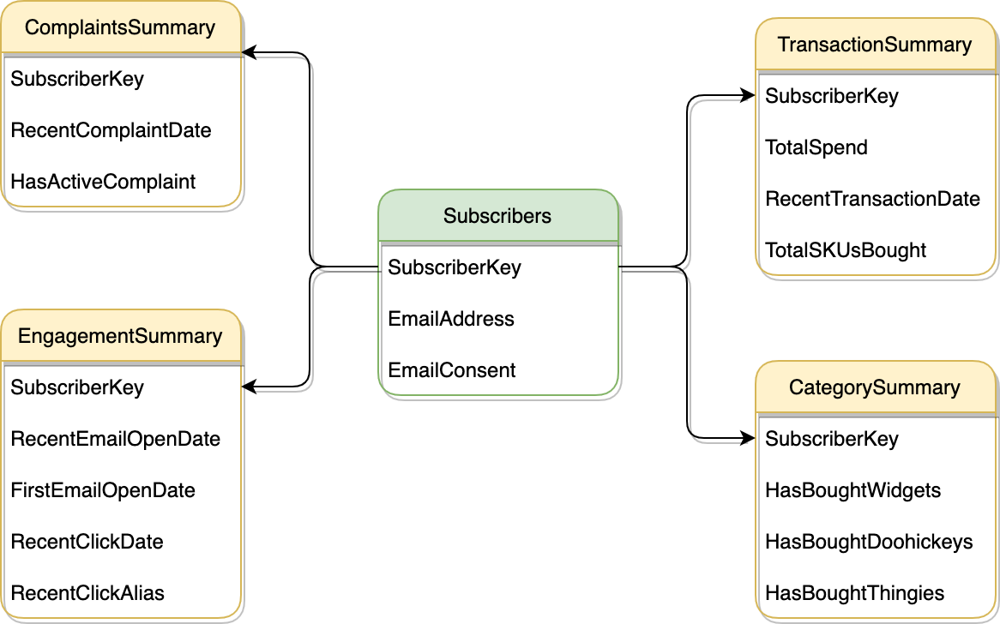 ComplaintsSummary
SubscriberKey
RecentComplaintDate
HasActiveComplaint
EngagementSummary
SubscriberKey
RecentEmailOpenDate
FirstEmailOpenDate
RecentClickDate
RecentClickAlias
Subscribers
SubscriberKey
EmailAddress
EmailConsent
TransactionSummary
SubscriberKey
TotalSpend
RecentTransactionDate
TotalSKUsBought
CategorySummary
SubscriberKey
HasBoughtWidgets
HasBoughtDoohickeys
HasBoughtThingies